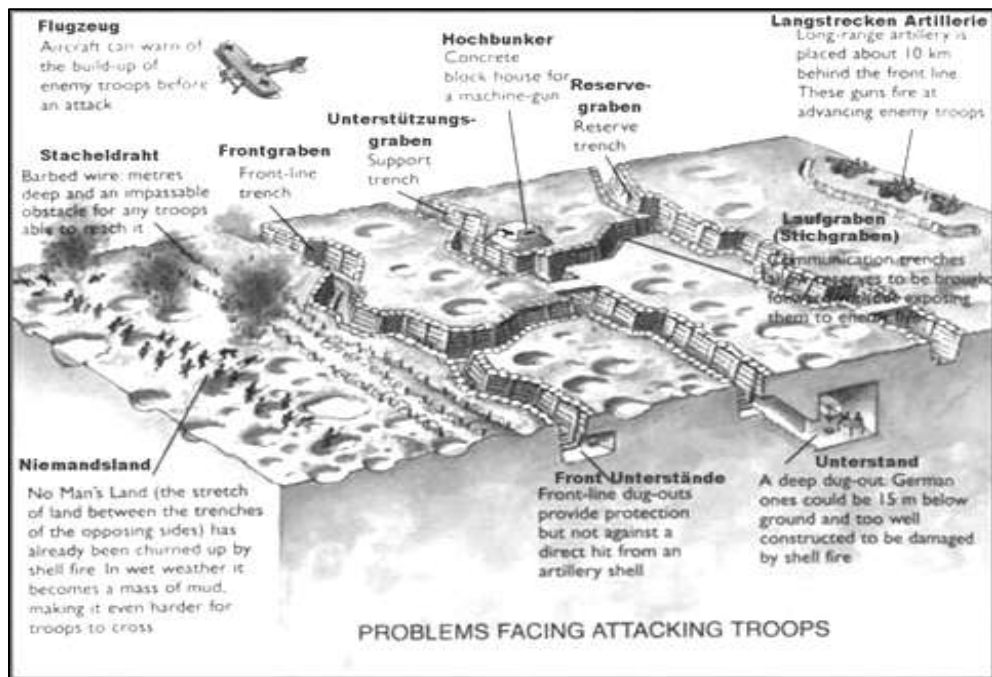 Flugzeug
Aircraft can warn of
the build-up of
enemy troops before
an attack
Hochbunker
Concrete
block house for
a machine-gun
Langstrecken Artillerie
Long-range artillery is
placed about 10 km
behind the front line
These guns fire at
advancing enemy troops
Reserve-
graben
Reserve
trench
Unterstützungs-
graben
Support
trench
Frontgraben
Front-line
trench
Stacheldraht
Barbed wire: metres
deep and an impassable
obstacle for any troops
able to reach it
Laufgraben
(Stichgraben)
Communication trenches
allow reserves to be brought
forward without exposing
them to enemy fire
Niemandsland
No Man's Land (the stretch
of land between the trenches
of the opposing sides) has
already been churned up by
shell fire. In wet weather it
becomes a mass of mud,
making it even harder for
troops to cross
Front Unterstände
Front-line dug-outs
provide protection
but not against a
direct hit from an
artillery shell
Unterstand
A deep dug-out. German
ones could be 15 m below
ground and too well
constructed to be damaged
by shell fire
PROBLEMS FACING ATTACKING TROOPS